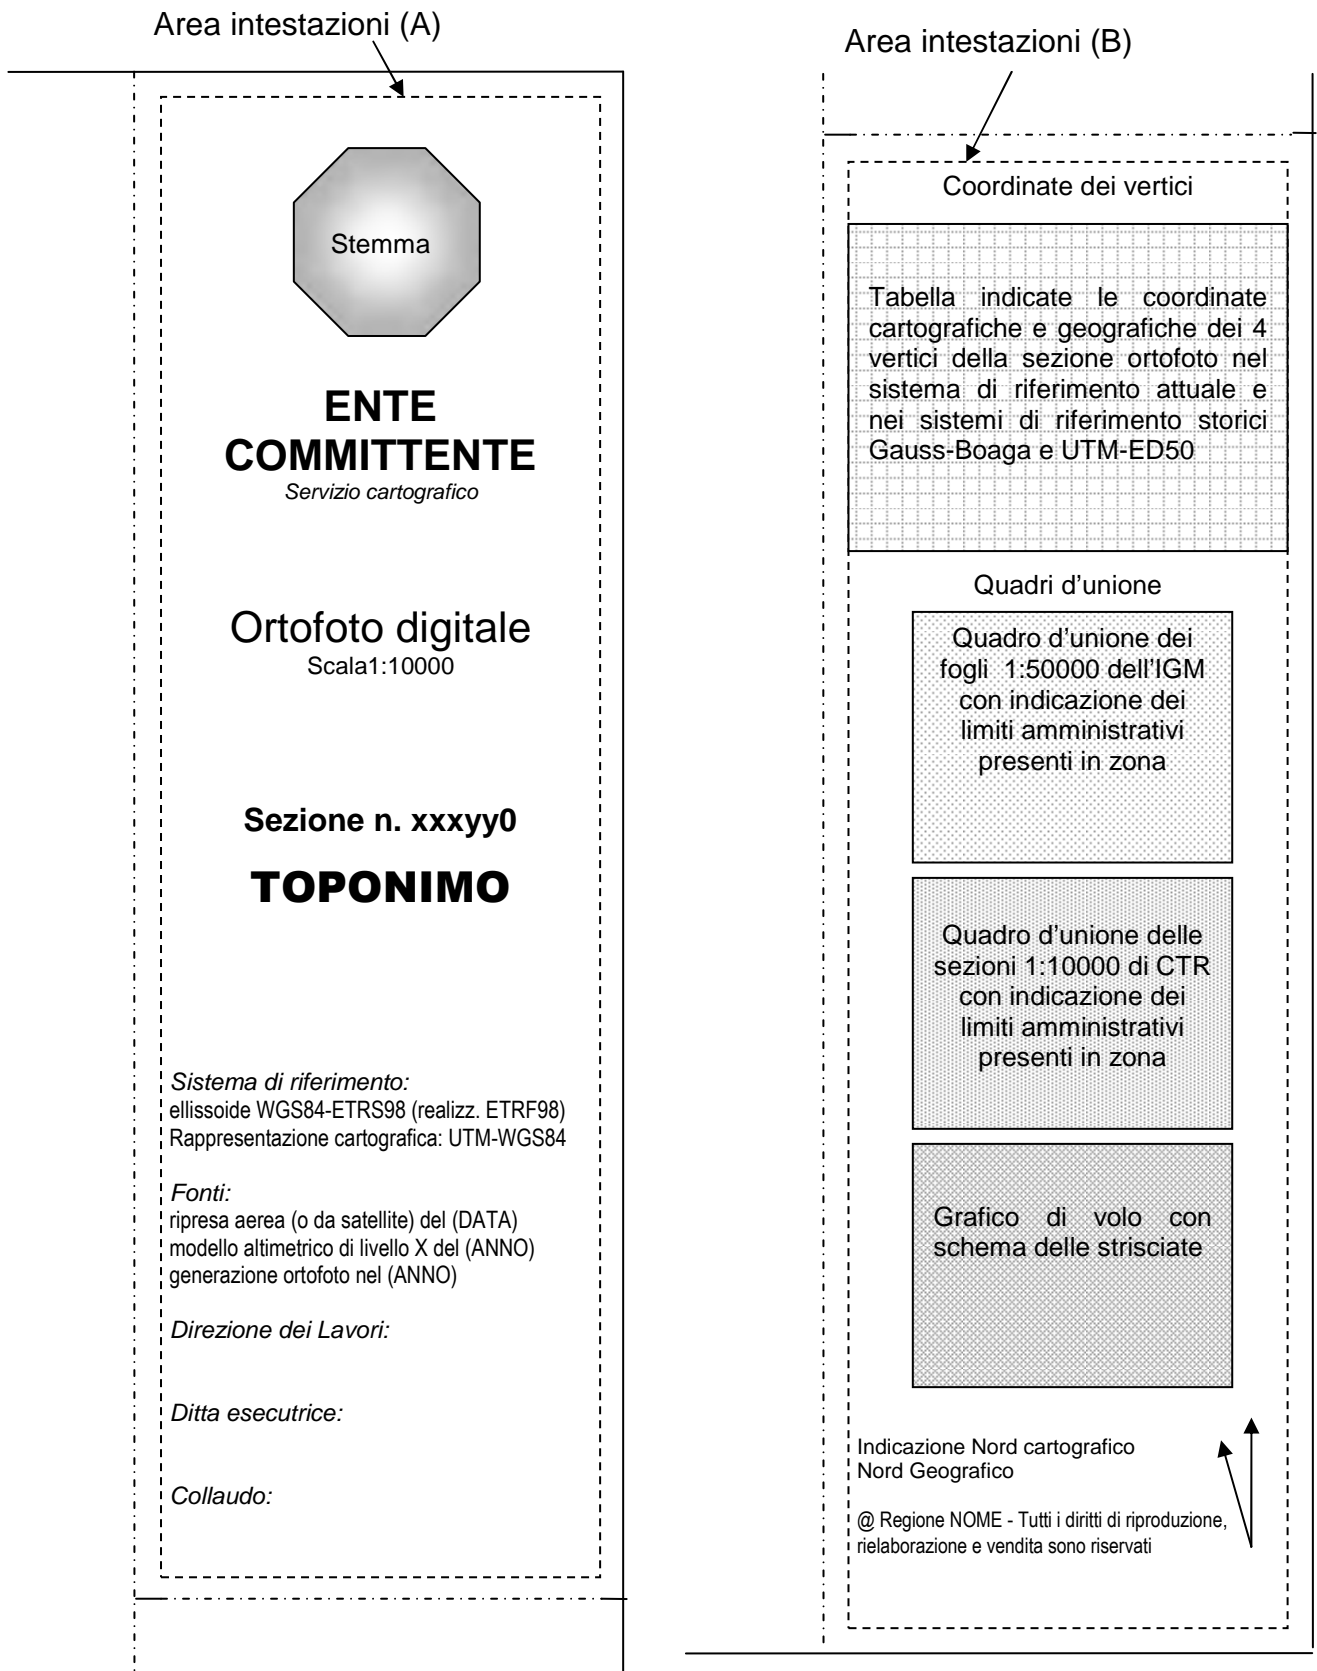 Area intestazioni (A)
Stemma
ENTE
COMMITTENTE
Servizio cartografico
Ortofoto digitale
Scala1:10000
Sezione n. xxxyy0
TOPONIMO
Sistema di riferimento:
ellissoide WGS84-ETRS98 (realizz. ETRF98)
Rappresentazione cartografica: UTM-WGS84
Fonti:
ripresa aerea (o da satellite) del (DATA)
modello altimetrico di livello X del (ANNO)
generazione ortofoto nel (ANNO)
Direzione dei Lavori:
Ditta esecutrice:
Collaudo:
Area intestazioni (B)
Coordinate dei vertici
Tabella indicate le coordinate
cartografiche e geografiche dei 4
vertici della sezione ortofoto nel
sistema di riferimento attuale e
nei sistemi di riferimento storici
Gauss-Boaga e UTM-ED50
Quadri d'unione
Quadro d'unione dei
fogli 1:50000 dell'IGM
con indicazione dei
limiti amministrativi
presenti in zona
Quadro d'unione delle
sezioni 1:10000 di CTR
con indicazione dei
limiti amministrativi
presenti in zona
Grafico di volo con
schema delle strisciate
Indicazione Nord cartografico
Nord Geografico
@ Regione NOME - Tutti i diritti di riproduzione,
rielaborazione e vendita sono riservati